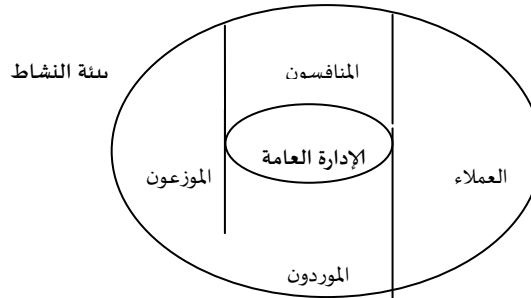 المنافسون
بيئة النشاط
الإدارة العامة
الموزعون
العملاء
الموردون